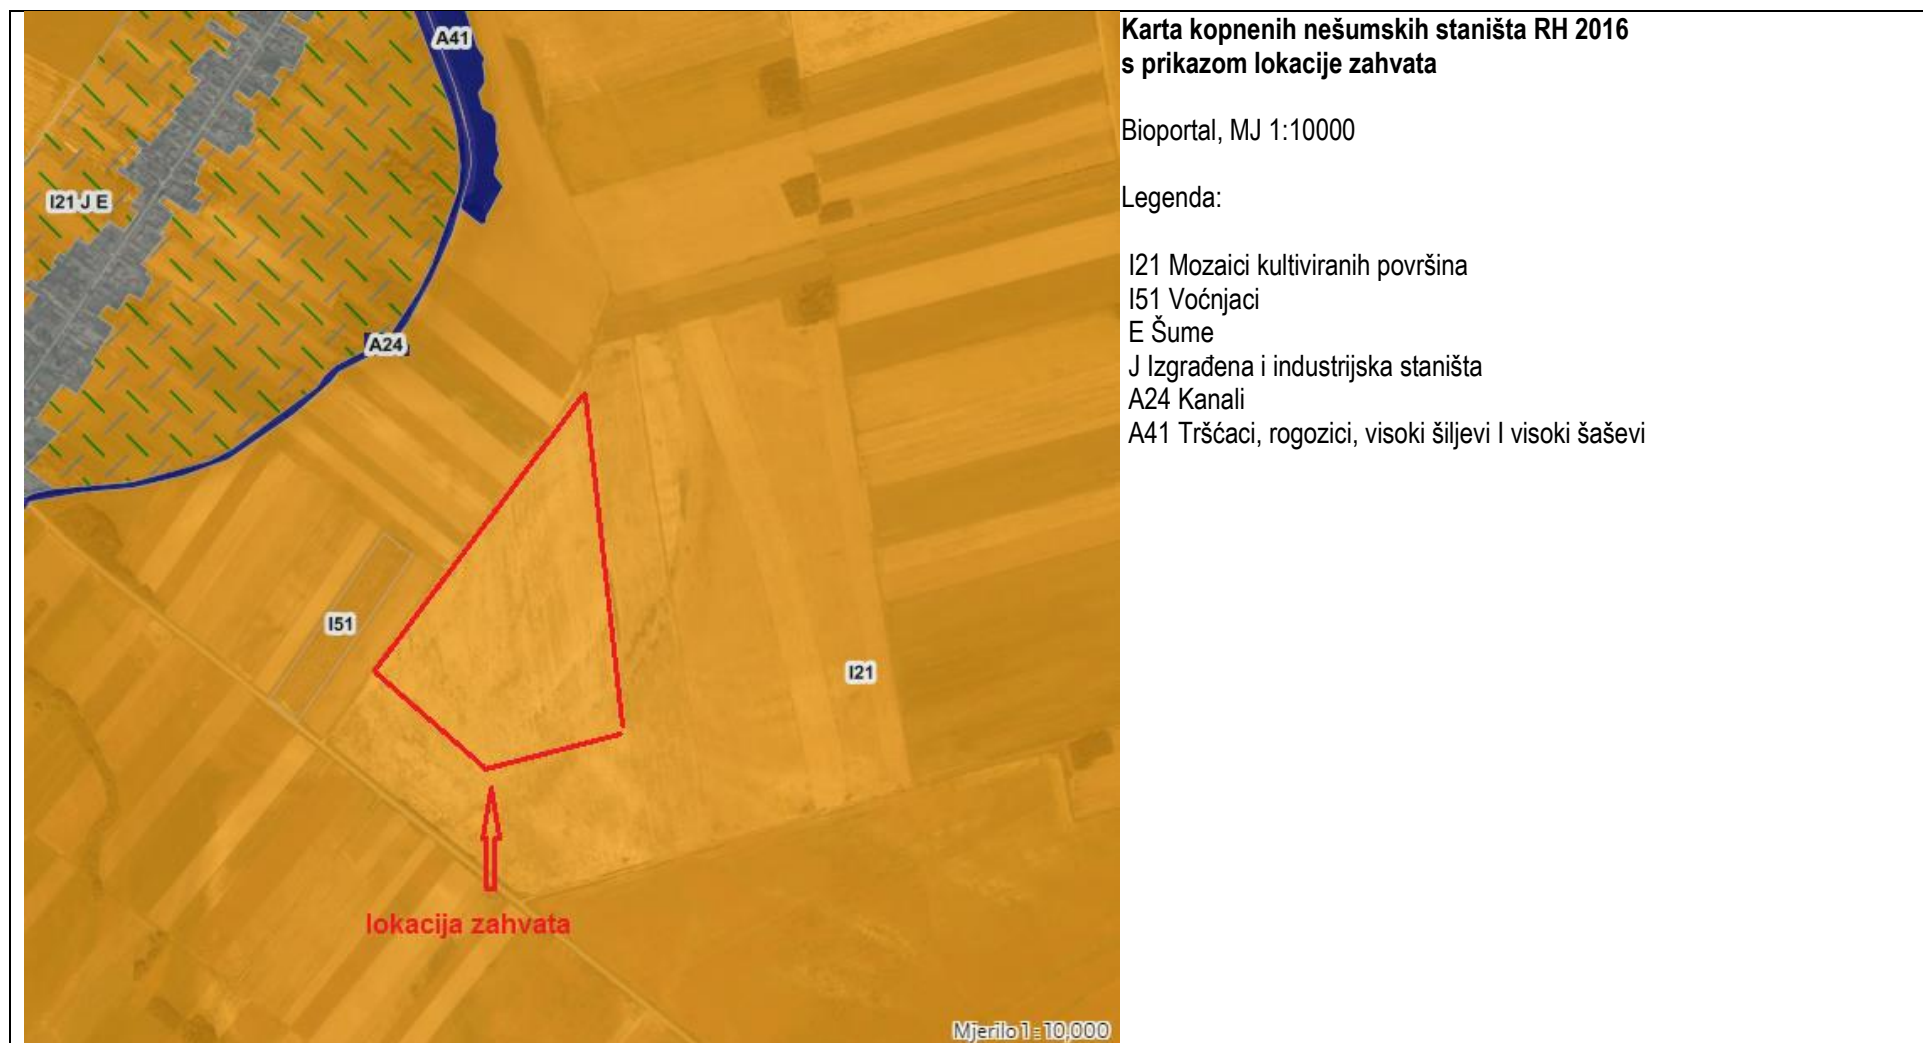 A41
I21 J E
A24
I51
I21
lokacija zahvata
Mjerilo 1 = 10,000
Karta kopnenih nešumskih staništa RH 2016
s prikazom lokacije zahvata
Bioportal, MJ 1:10000
Legenda:
I21 Mozaici kultiviranih površina
I51 Voćnjaci
E Šume
J Izgrađena i industrijska staništa
A24 Kanali
A41 Tršćaci, rogozici, visoki šiljevi I visoki šaševi